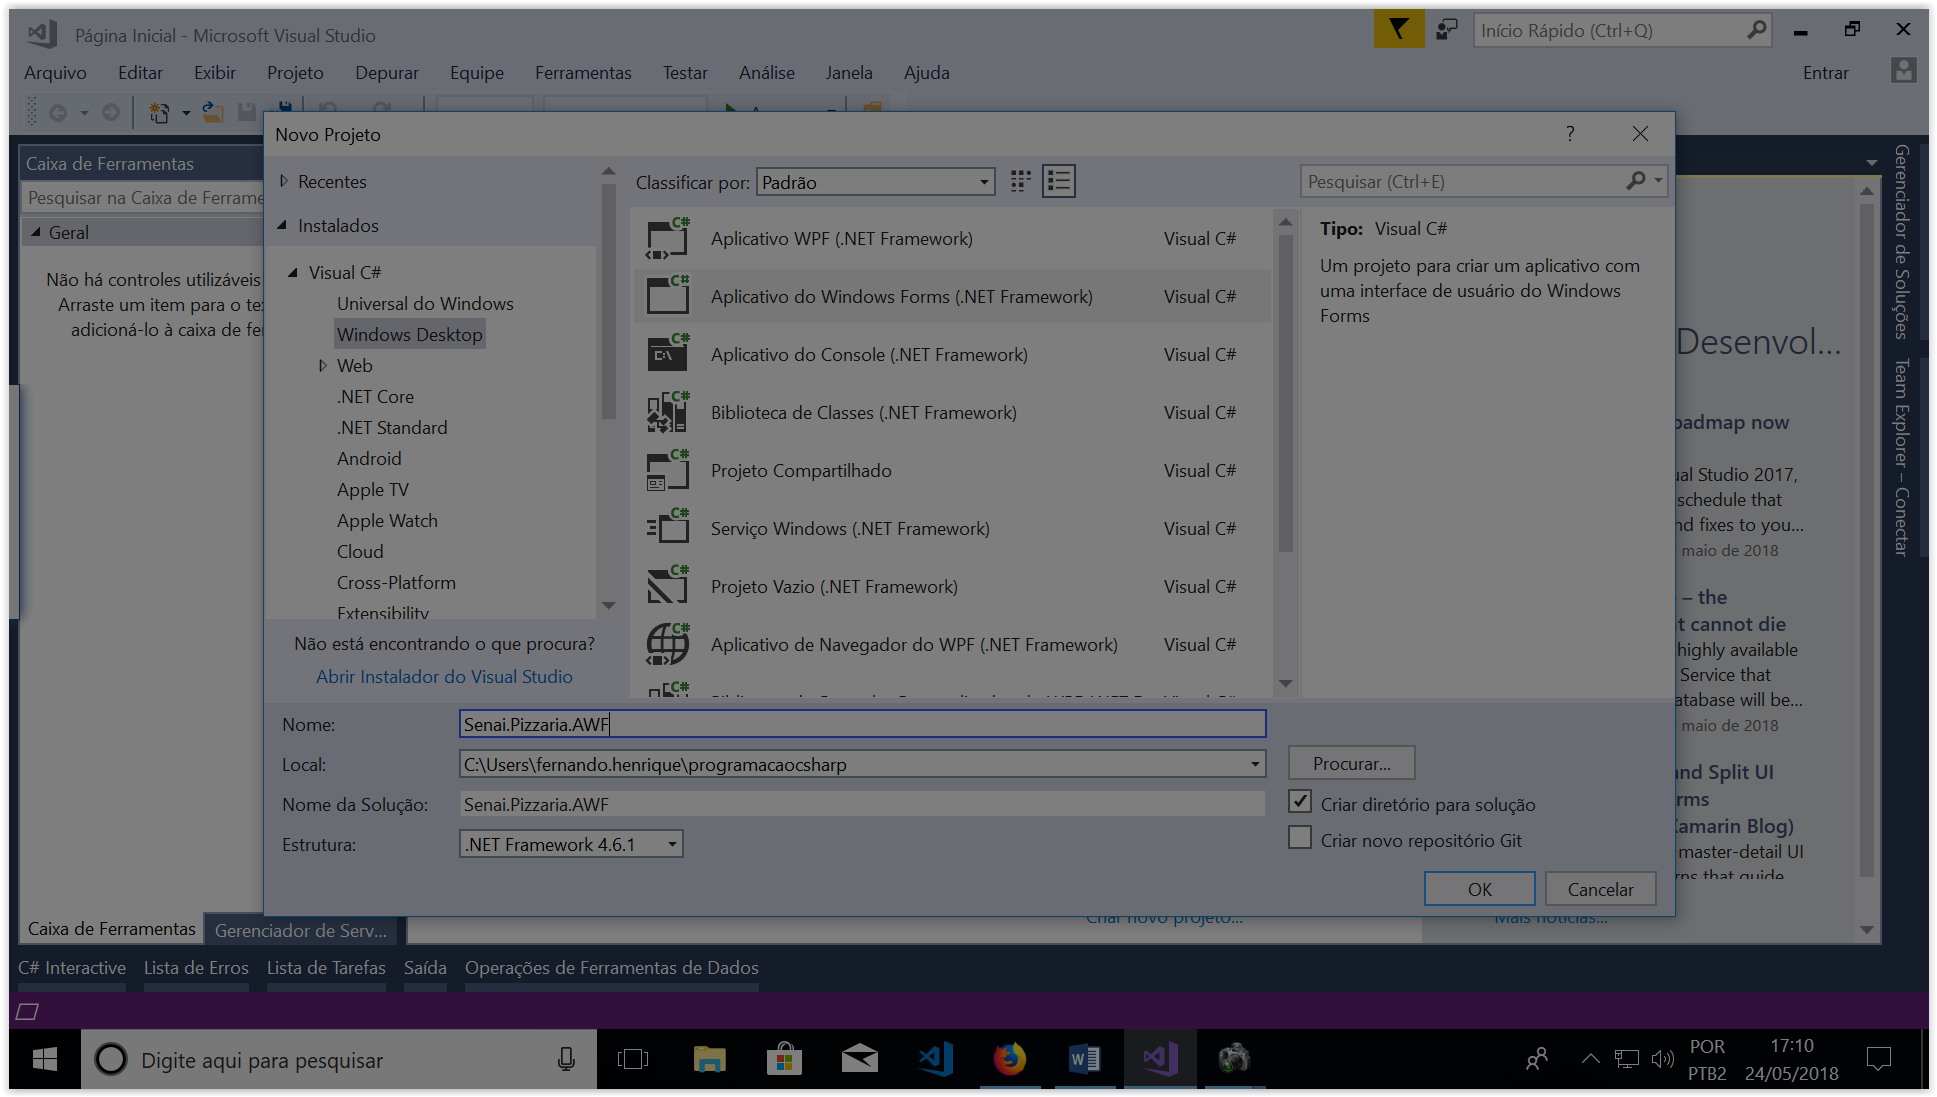 Página Inicial - Microsoft Visual Studio
Início Rápido (Ctrl+Q)
Arquivo Editar Exibir Projeto Depurar Equipe Ferramentas Testar Análise Janela Ajuda
Entrar
Novo Projeto
?
Caixa de Ferramentas
Pesquisar na Caixa de Ferrame
Geral
Não há controles utilizáveis
Arraste um item para o te
adicioná-lo à caixa de fe
Recentes
Instalados
Visual C#
Universal do Windows
Windows Desktop
Web
.NET Core
.NET Standard
Android
Apple TV
Apple Watch
Cloud
Cross-Platform
Extensibility
Não está encontrando o que procura?
Abrir Instalador do Visual Studio
Classificar por: Padrão
Pesquisar (Ctrl+E)
Aplicativo WPF (.NET Framework) Visual C#
Aplicativo do Windows Forms (.NET Framework) Visual C#
Aplicativo do Console (.NET Framework) Visual C#
Biblioteca de Classes (.NET Framework) Visual C#
Projeto Compartilhado Visual C#
Serviço Windows (.NET Framework) Visual C#
Projeto Vazio (.NET Framework) Visual C#
Aplicativo de Navegador do WPF (.NET Framework) Visual C#
Tipo: Visual C#
Um projeto para criar um aplicativo com
uma interface de usuário do Windows
Forms
Nome: Senai.Pizzaria.AWF
Local: C:\Users\fernando.henrique\programacaocsharp
Procurar...
Nome da Solução: Senai.Pizzaria.AWF
Criar diretório para solução
Estrutura: .NET Framework 4.6.1
Criar novo repositório Git
OK Cancelar
Desenvol...
oadmap now
ual Studio 2017,
schedule that
nd fixes to you...
maio de 2018
– the
t cannot die
highly available
Service that
atabase will be...
maio de 2018
and Split UI
rms
Xamarin Blog)
master-detail UI
rns that guide
Criar novo projeto...
Mais notícias...
Gerenciador de Soluções
Team Explorer – Conectar
Caixa de Ferramentas Gerenciador de Serv...
C# Interactive Lista de Erros Lista de Tarefas Saída Operações de Ferramentas de Dados
Digite aqui para pesquisar
POR
PTB2
17:10
24/05/2018